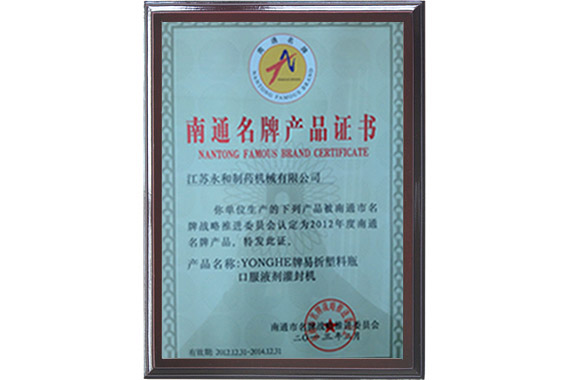 南通名牌
NANTONG FAMOUS BRAND
南通名牌产品证书
NANTONG FAMOUS BRAND CERTIFICATE
江苏永和制药机械有限公司
你单位生产的下列产品被南通市名
牌战略推进委员会认定为2012年度南通
名牌产品。特发此证。
产品名称:YONGHE牌易折塑料瓶
口服液剂灌封机
南通市名牌战略推进委员会
有效期:2012.12.31-2014.12.31